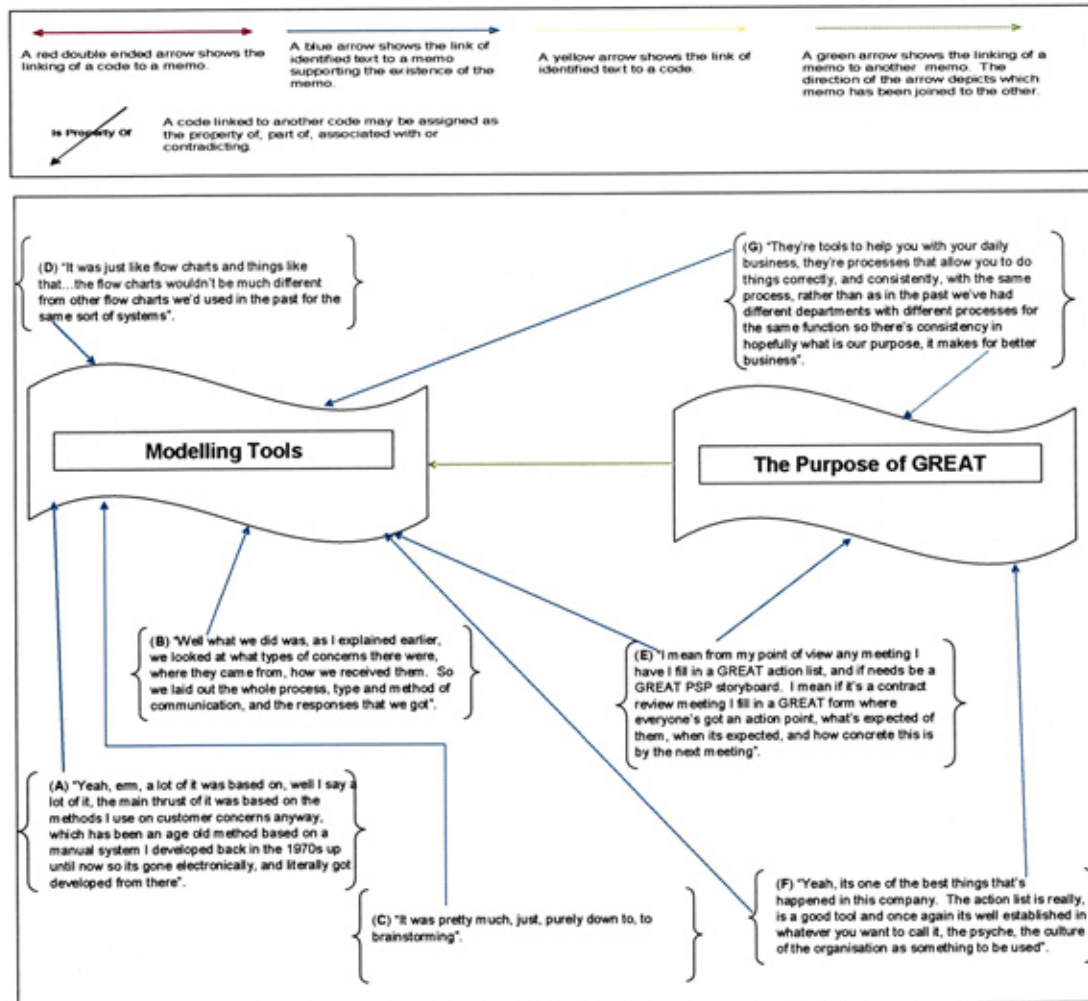 A red double ended arrow shows the
linking of a code to a memo.
A blue arrow shows the link of
identified text to a memo
supporting the existence of the
memo.
A yellow arrow shows the link of
identified text to a code.
A green arrow shows the linking of a
memo to another memo. The
direction of the arrow depicts which
memo has been joined to the other.
Is Property Of
A code linked to another code may be assigned as
the property of, part of, associated with or
contradicting.
(D) "It was just like flow charts and things like
that...the flow charts wouldn't be much different
from other flow charts we'd used in the past for the
same sort of systems".
(G) "They're tools to help you with your daily
business, they're processes that allow you to do
things correctly, and consistently, with the same
process, rather than as in the past we've had
different departments with different processes for
the same function so there's consistency in
hopefully what is our purpose, it makes for better
business".
Modelling Tools
The Purpose of GREAT
(B) "Well what we did was, as I explained earlier,
we looked at what types of concerns there were,
where they came from, how we received them. So
we laid out the whole process, type and method of
communication, and the responses that we got".
(E) "I mean from my point of view any meeting I
have I fill in a GREAT action list, and if needs be a
GREAT PSP storyboard. I mean if it's a contract
review meeting I fill in a GREAT form where
everyone's got an action point, what's expected of
them, when its expected, and how concrete this is
by the next meeting".
(A) "Yeah, erm, a lot of it was based on, well I say a
lot of it, the main thrust of it was based on the
methods I use on customer concerns anyway,
which has been an age old method based on a
manual system I developed back in the 1970s up
until now so its gone electronically, and literally got
developed from there".
(C) "It was pretty much, just, purely down to, to
brainstorming".
(F) "Yeah, its one of the best things that's
happened in this company. The action list is really,
is a good tool and once again its well established in
whatever you want to call it, the psyche, the culture
of the organisation as something to be used".